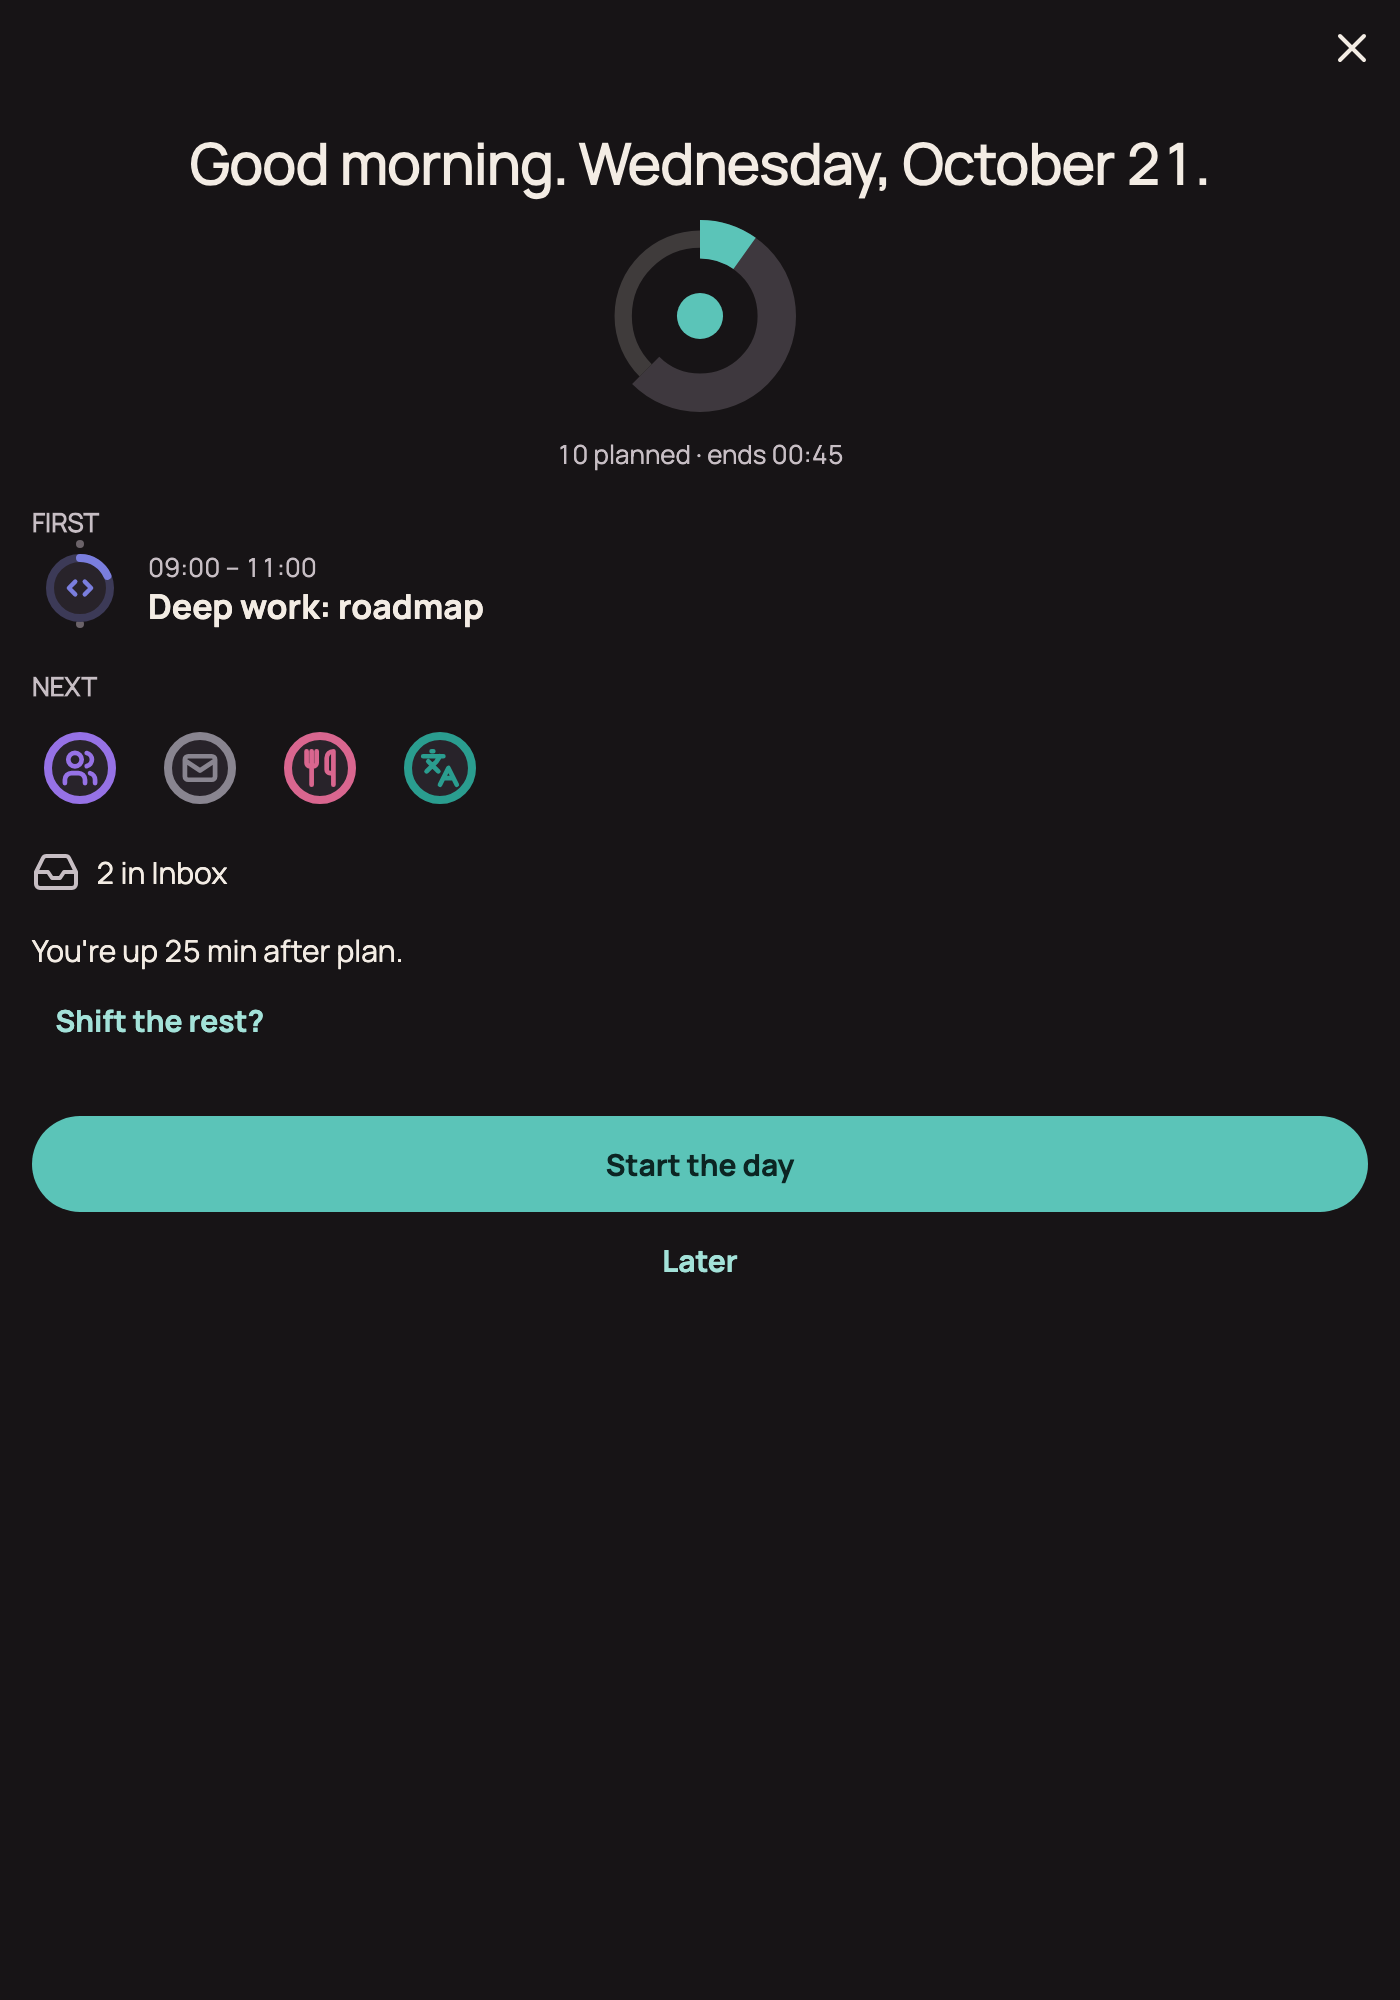 Good morning. Wednesday, October 21.
10 planned · ends 00:45
FIRST
09:00 – 11:00
Deep work: roadmap
NEXT
2 in Inbox
You're up 25 min after plan.
Shift the rest?
Start the day
Later